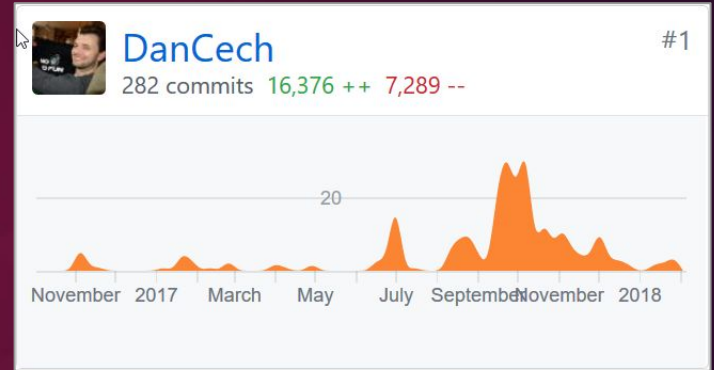 DanCech #1
282 commits 16,376 ++ 7,289 --
20
November 2017 March May July September November 2018